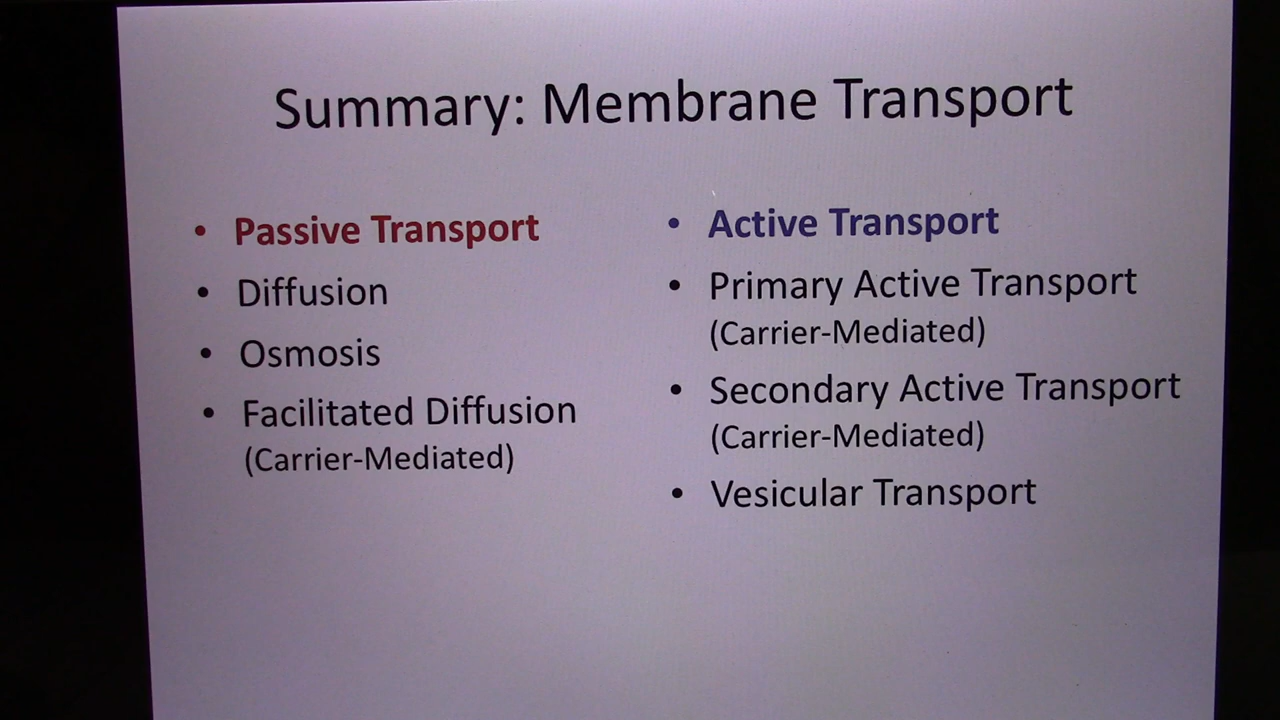 Summary: Membrane Transport
• Passive Transport
• Diffusion
• Osmosis
• Facilitated Diffusion
(Carrier-Mediated)
• Active Transport
• Primary Active Transport
(Carrier-Mediated)
• Secondary Active Transport
(Carrier-Mediated)
• Vesicular Transport